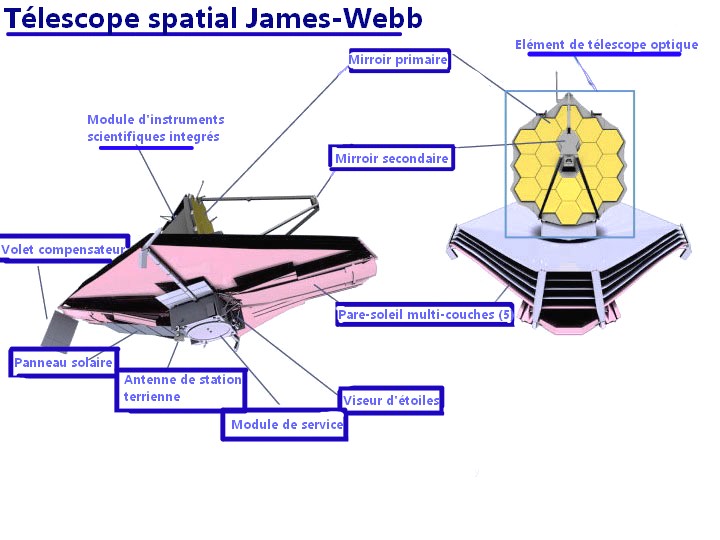 Télescope spatial James-Webb
Elément de télescope optique
Mirroir primaire
Module d'instruments
scientifiques integrés
Mirroir secondaire
Volet compensateur
Pare-soleil multi-couches (5)
Panneau solaire
Antenne de station
terrienne
Viseur d'étoiles
Module de service